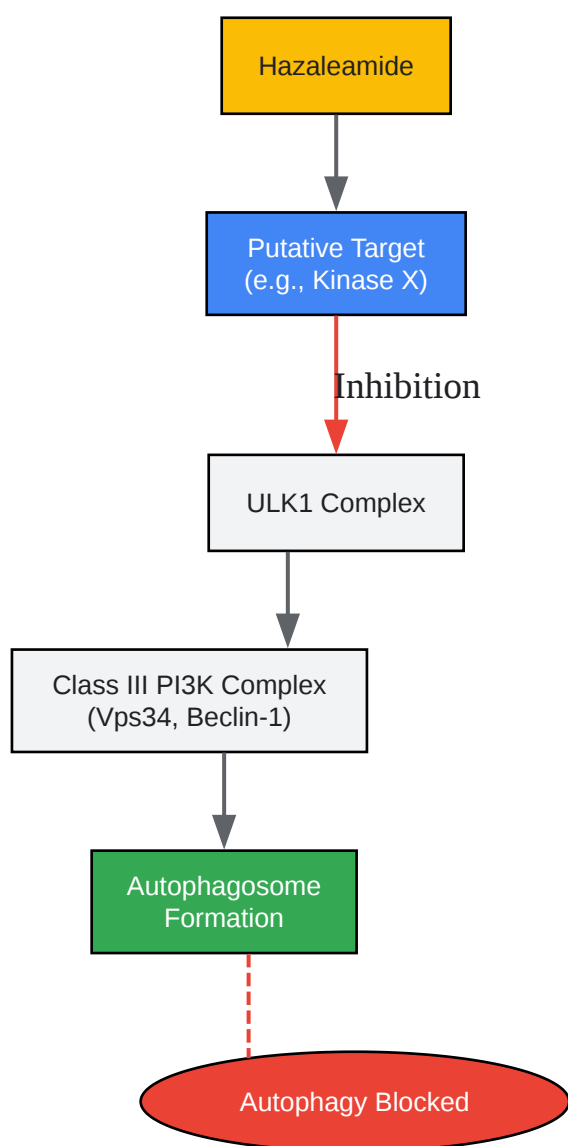 Hazaleamide
Putative Target
(e.g., Kinase X)
Inhibition
ULK1 Complex
Class III PI3K Complex
(Vps34, Beclin-1)
Autophagosome
Formation
Autophagy Blocked